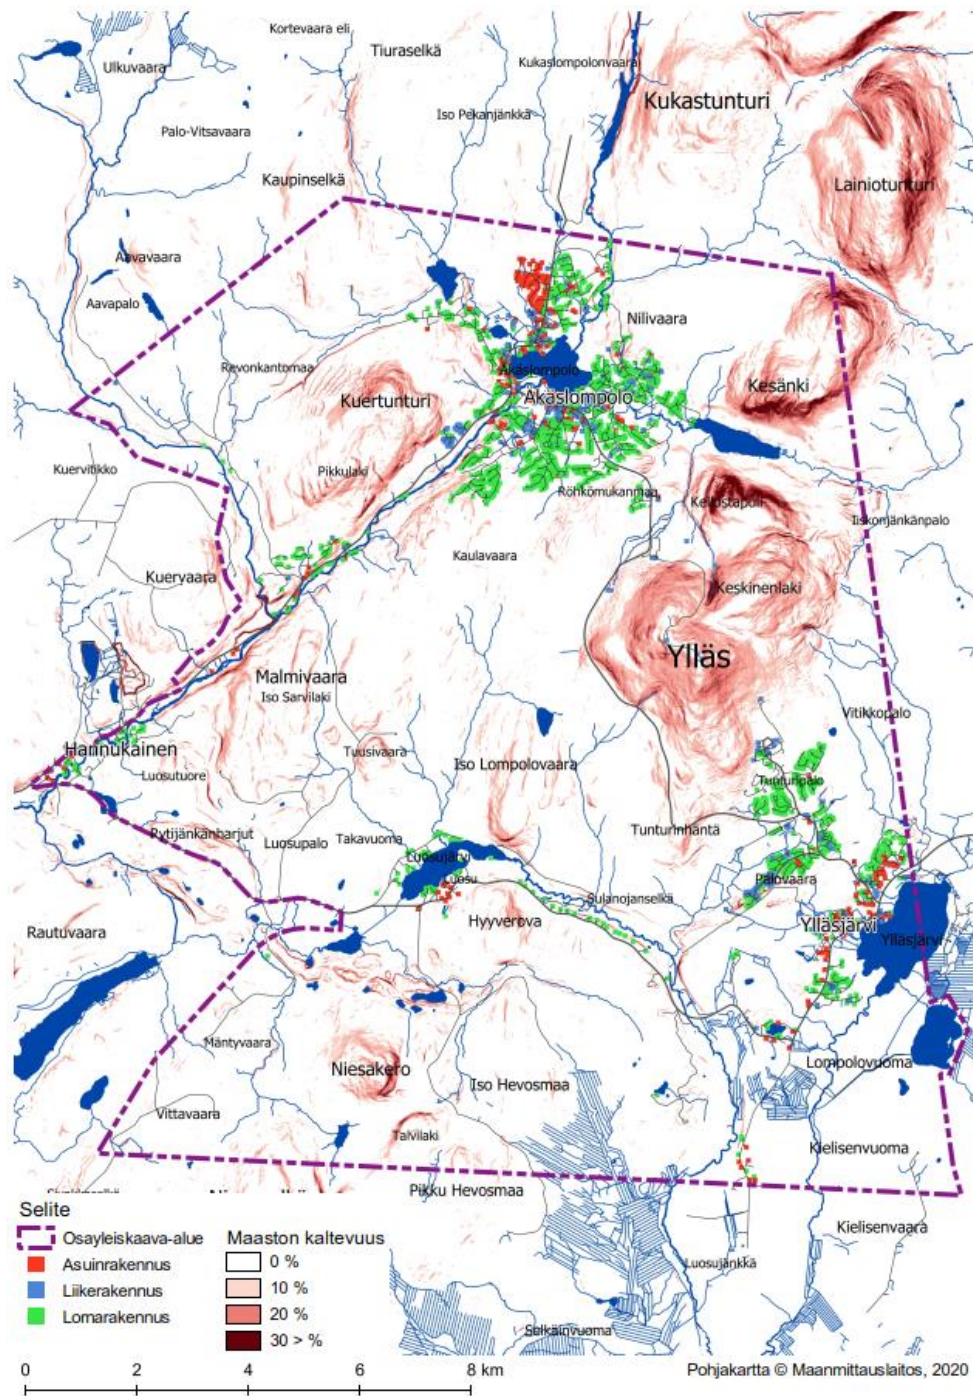 Kortevaara eli
Tiuraselkä
Kukaslompolonvaara
Ulkuvaara
Kukastunturi
Iso Pekanjänkkä
Palo-Vitsavaara
Kaupinselkä
Lainiotunturi
Aavavaara
Aavapalo
Nilivaara
Revonkantomaa
Äkäslompolo
Kesänki
Äkäslompolo
Kuertunturi
Kuervitikko
Pikkulaki
Röhkömukanmaa
Kellostapuli
Iiskonjänkänpalo
Kaulavaara
Kuervaara
Keskinenlaki
Ylläs
Malmivaara
Iso Sarvilaki
Vitikkopalo
Hannukainen
Tuusivaara
Iso Lompolovaara
Luosutuore
Tunturipalo
Tunturinhanta
Rytijänkänharjut
Luosupalo
Takavuoma
Luosujärvi
Luosu
Palovaara
Sulanojanselkä
Hyyverova
Ylläsjärvi
Rautuvaara
Ylläsjärvi
Mäntyvaara
Niesakero
Iso Hevosmaa
Lompolovuoma
Vittavaara
Talvilaki
Kielisenvuoma
Pikku Hevosmaa
Kielisenvaara
Luosujänkkä
Selkäinvuoma
Selite
Osayleiskaava-alue
Asuinrakennus
Liikerakennus
Lomarakennus
Maaston kaltevuus
0 %
10 %
20 %
30 > %
0 2 4 6 8 km
Pohjakartta © Maanmittauslaitos, 2020